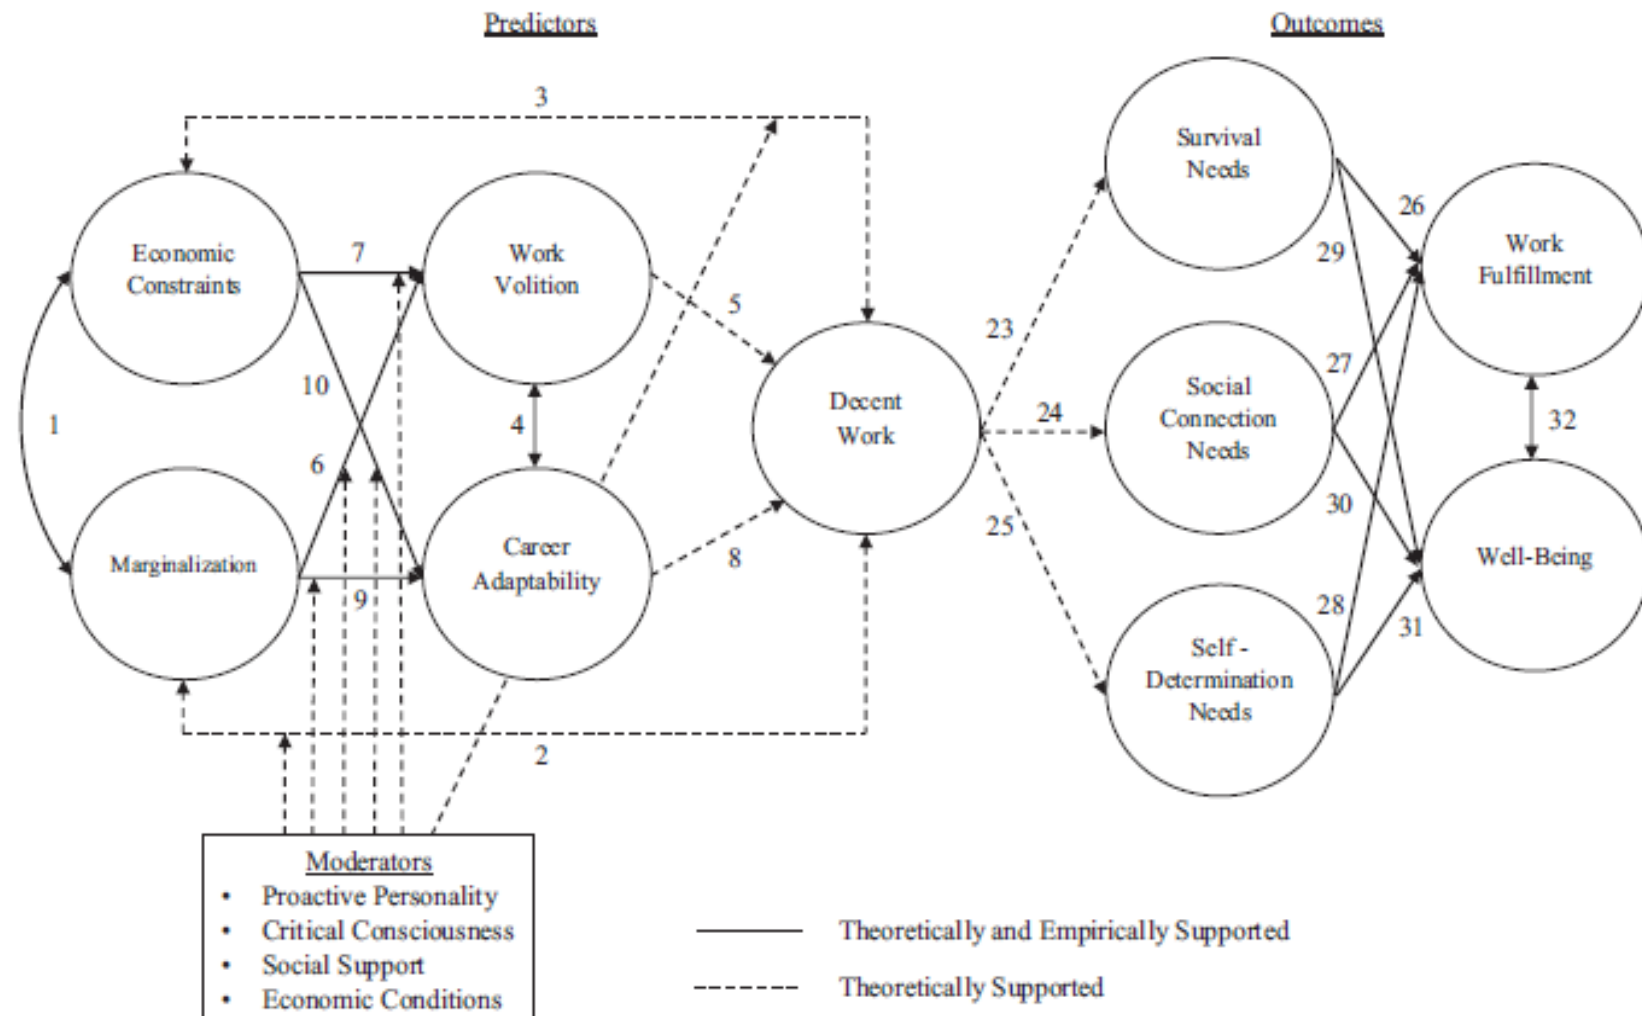 Predictors
Outcomes
3
Survival
Needs
26
Economic
Constraints
7
Work
Volition
29
Work
Fulfillment
5
23
10
Decent
Work
Social
Connection
Needs
27
1
4
24
32
6
30
25
Marginalization
9
Career
Adaptability
8
Well-Being
28
31
Self -
Determination
Needs
2
Moderators
• Proactive Personality
• Critical Consciousness
• Social Support
• Economic Conditions
Theoretically and Empirically Supported
Theoretically Supported